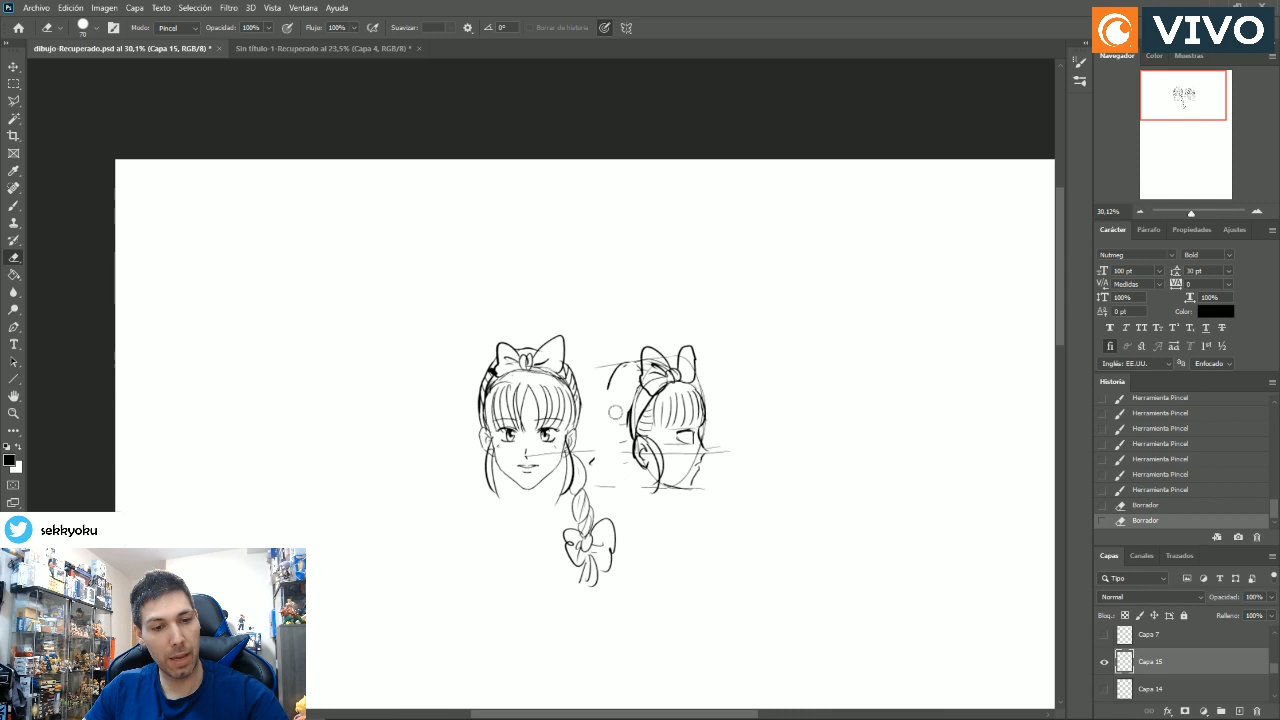 Archivo Edición Imagen Capa Texto Selección Filtro 3D Vista Ventana Ayuda
VIVO
70 Modo: Pincel Opacidad: 100% Flujo: 100% Suavizar: 0° Borrar de historia
dibujo-Recuperado.psd al 30,1% (Capa 15, RGB/8) * × Sin título-1-Recuperado al 23,5% (Capa 4, RGB/8) * ×
Navegador Color Muestras
30,12%
Carácter Párrafo Propiedades Ajustes
Nutmeg Bold
100 pt 30 pt
Medidas 0
100% 100%
0 pt Color:
Inglés: EE.UU. Enfocado
Historia
Herramienta Pincel
Herramienta Pincel
Herramienta Pincel
Herramienta Pincel
Herramienta Pincel
Herramienta Pincel
Herramienta Pincel
Borrador
Borrador
sekkyoku
Capas Canales Trazados
Tipo
Normal Opacidad: 100%
Bloq.: Relleno: 100%
Capa 7
Capa 15
Capa 14